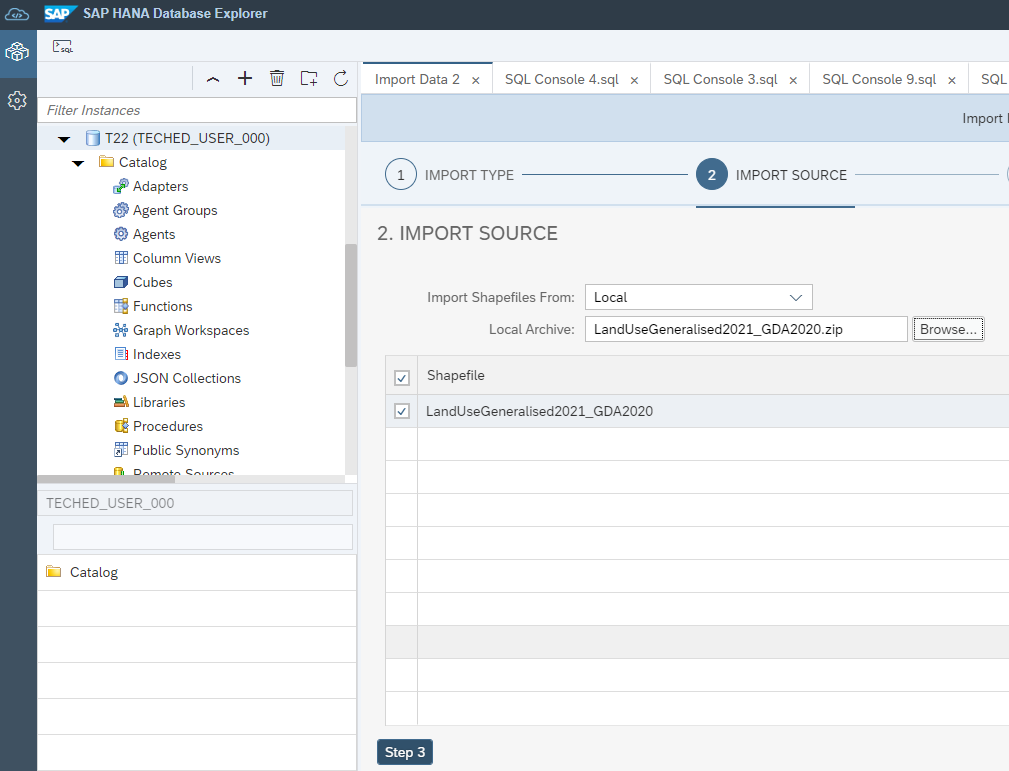 SAP SAP HANA Database Explorer
SQL
Filter Instances
T22 (TECHED_USER_000)
Catalog
Adapters
Agent Groups
Agents
Column Views
Cubes
Functions
Graph Workspaces
Indexes
JSON Collections
Libraries
Procedures
Public Synonyms
Remote Sources
TECHED_USER_000
Catalog
Import Data 2 × SQL Console 4.sql × SQL Console 3.sql × SQL Console 9.sql × SQL
Import
1 IMPORT TYPE 2 IMPORT SOURCE
2. IMPORT SOURCE
Import Shapefiles From: Local
Local Archive: LandUseGeneralised2021_GDA2020.zip Browse...
Shapefile
LandUseGeneralised2021_GDA2020
Step 3